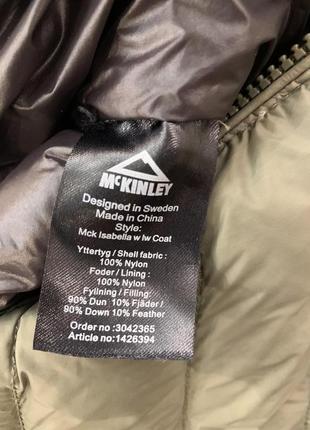 McKINLEY
Designed in Sweden
Made in China
Style:
Mck Isabella w lw Coat
Yttertyg / Shell fabric :
100% Nylon
Foder / Lining :
100% Nylon
Fyllning / Filling:
90% Dun 10% Fjäder /
90% Down 10% Feather
Order no: 3042365
Article no:1426394